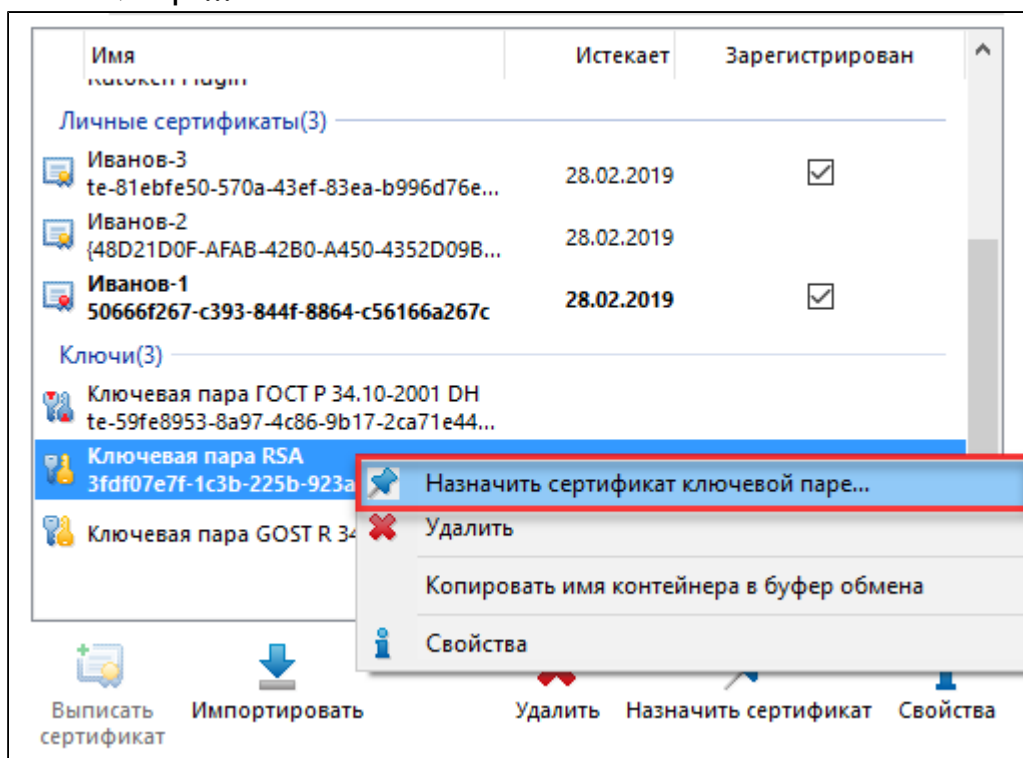 Имя Истекает Зарегистрирован
Rutoken Plugin
Личные сертификаты(3)
Иванов-3
te-81ebfe50-570a-43ef-83ea-b996d76e... 28.02.2019
Иванов-2
{48D21D0F-AFAB-42B0-A450-4352D09B... 28.02.2019
Иванов-1
50666f267-c393-844f-8864-c56166a267c 28.02.2019
Ключи(3)
Ключевая пара ГОСТ Р 34.10-2001 DH
te-59fe8953-8a97-4c86-9b17-2ca71e44...
Ключевая пара RSA
3fdf07e7f-1c3b-225b-923a
Назначить сертификат ключевой паре...
Ключевая пара GOST R 34
Удалить
Копировать имя контейнера в буфер обмена
Свойства
Выписать сертификат
Импортировать
Удалить
Назначить сертификат
Свойства